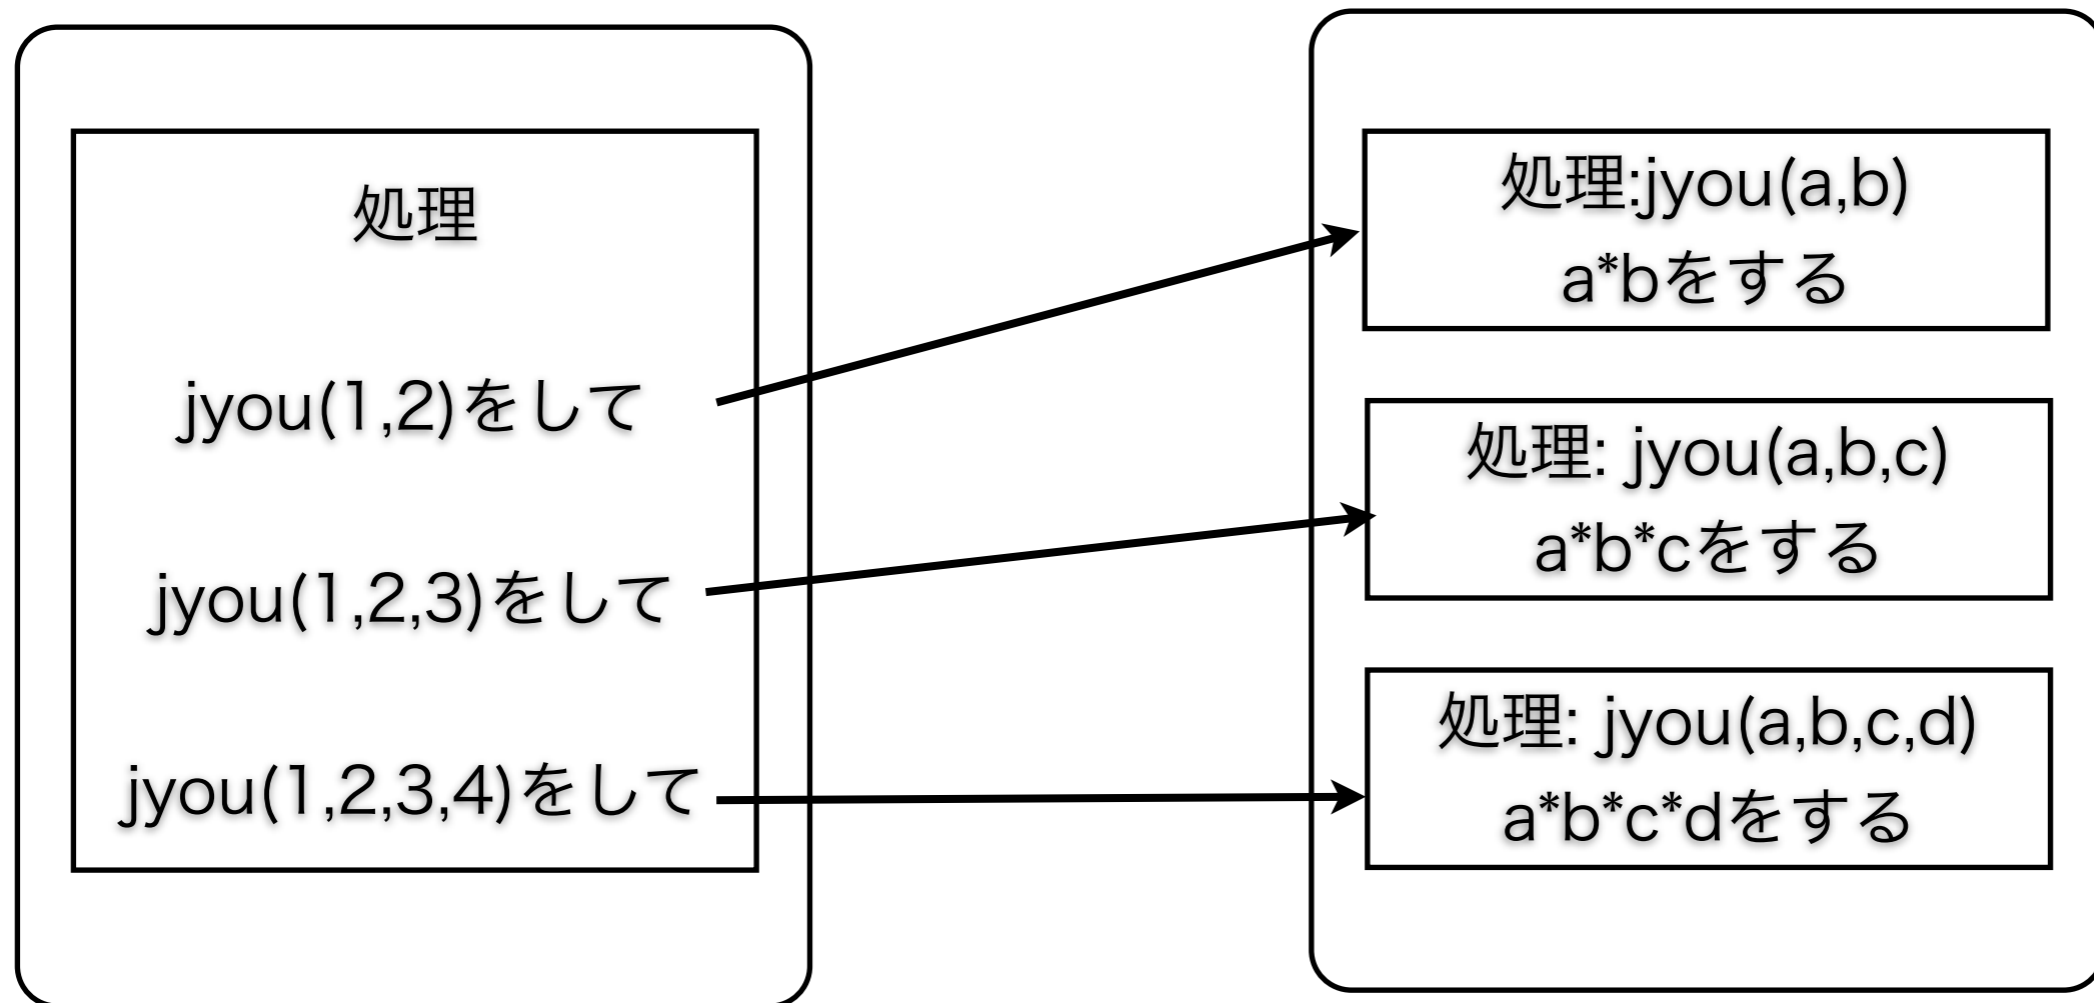 処理
jyou(1,2)をして
jyou(1,2,3)をして
jyou(1,2,3,4)をして
処理:jyou(a,b)
a*bをする
処理: jyou(a,b,c)
a*b*cをする
処理: jyou(a,b,c,d)
a*b*c*dをする